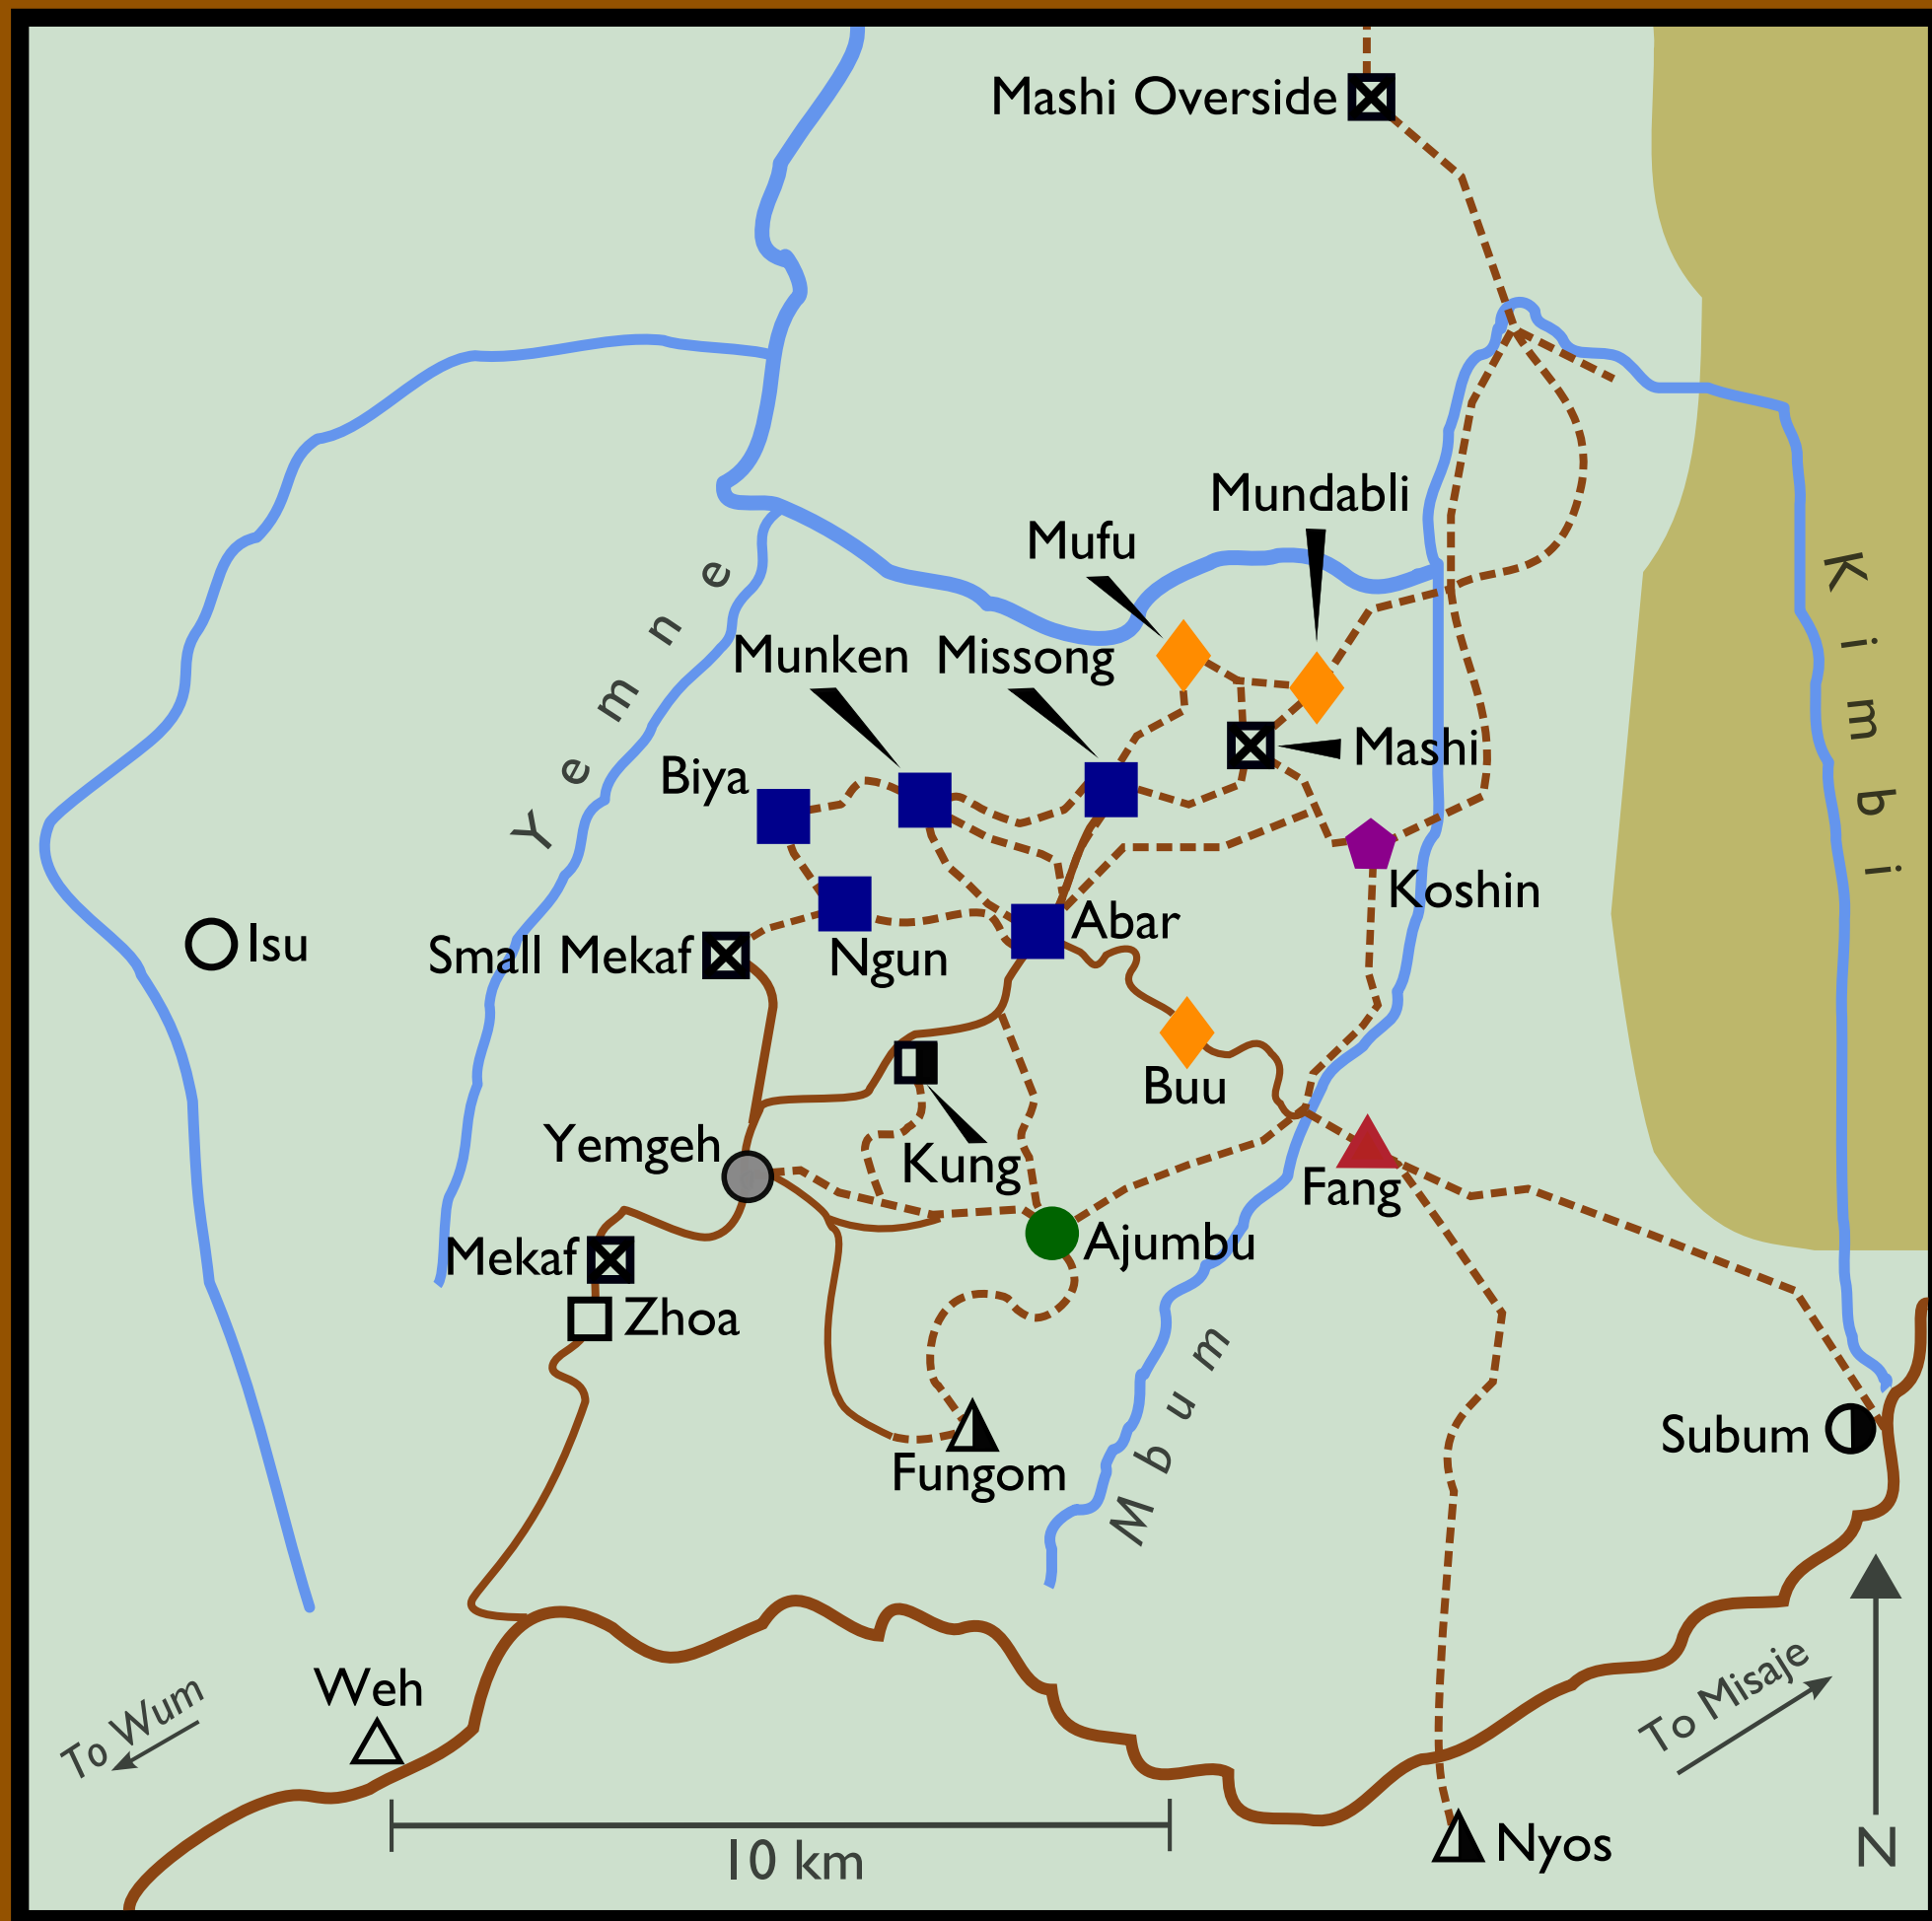 Mashi Overside
Mundabli
Mufu
Kimbi
Yemne
Munken
Missong
Mashi
Biya
Koshin
Abar
Isu
Small Mekaf
Ngun
Buu
Yemgeh
Kung
Fang
Ajumbu
Mekaf
Zhoa
Mbum
Subum
Fungom
To Misaje
Weh
To Wum
10 km
Nyos
N